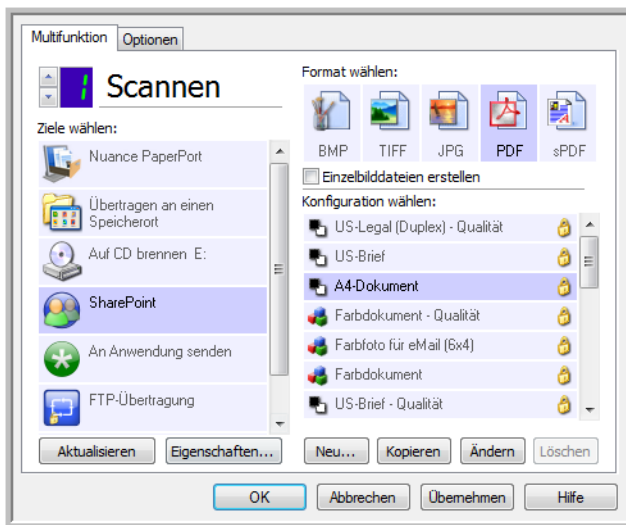 Multifunktion
Optionen
1
Scannen
Ziele wählen:
Nuance PaperPort
Übertragen an einen
Speicherort
Auf CD brennen E:
SharePoint
An Anwendung senden
FTP-Übertragung
Aktualisieren
Eigenschaften...
Format wählen:
BMP
TIFF
JPG
PDF
sPDF
Einzelbilddateien erstellen
Konfiguration wählen:
US-Legal (Duplex) - Qualität
US-Brief
A4-Dokument
Farbdokument - Qualität
Farbfoto für eMail (6x4)
Farbdokument
US-Brief - Qualität
Neu...
Kopieren
Ändern
Löschen
OK
Abbrechen
Übernehmen
Hilfe